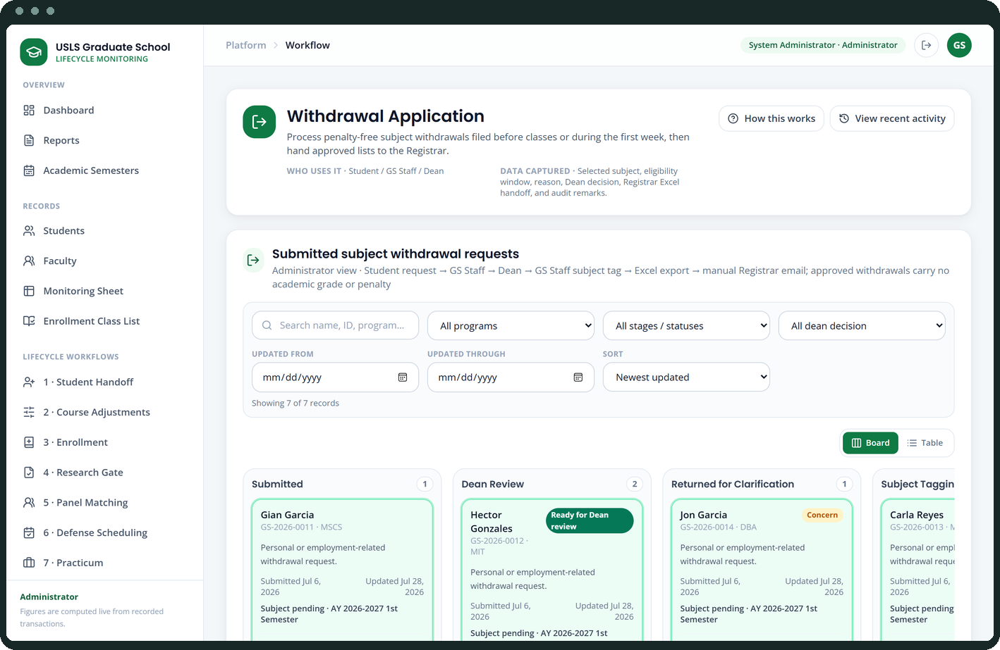 USLS Graduate School
LIFECYCLE MONITORING
OVERVIEW
Dashboard
Reports
Academic Semesters
RECORDS
Students
Faculty
Monitoring Sheet
Enrollment Class List
LIFECYCLE WORKFLOWS
1 · Student Handoff
2 · Course Adjustments
3 · Enrollment
4 · Research Gate
5 · Panel Matching
6 · Defense Scheduling
7 · Practicum
Administrator
Figures are computed live from recorded
transactions.
Platform > Workflow
System Administrator · Administrator
GS
Withdrawal Application
Process penalty-free subject withdrawals filed before classes or during the first week, then
hand approved lists to the Registrar.
WHO USES IT · Student / GS Staff / Dean
DATA CAPTURED · Selected subject, eligibility
window, reason, Dean decision, Registrar Excel
handoff, and audit remarks.
How this works
View recent activity
Submitted subject withdrawal requests
Administrator view · Student request → GS Staff → Dean → GS Staff subject tag → Excel export → manual Registrar email; approved withdrawals carry no
academic grade or penalty
Search name, ID, program...
All programs
All stages / statuses
All dean decision
UPDATED FROM
UPDATED THROUGH
SORT
mm/dd/yyyy
mm/dd/yyyy
Newest updated
Showing 7 of 7 records
Board
Table
Submitted 1
Gian Garcia
GS-2026-0011 · MSCS
Personal or employment-related
withdrawal request.
Submitted Jul 6,
2026
Updated Jul 28,
2026
Subject pending · AY 2026-2027 1st
Semester
Dean Review 2
Hector
Gonzales
Ready for Dean
review
GS-2026-0012 ·
MIT
Personal or employment-related
withdrawal request.
Submitted Jul 6,
2026
Updated Jul 28,
2026
Subject pending · AY 2026-2027 1st
Returned for Clarification 1
Jon Garcia
Concern
GS-2026-0014 · DBA
Personal or employment-related
withdrawal request.
Submitted Jul 6,
2026
Updated Jul 28,
2026
Subject pending · AY 2026-2027 1st
Semester
Subject Taggin
Carla Reyes
GS-2026-0013 · M
Personal or empl
withdrawal reque
Submitted Jul 6,
2026
Subject pending
Semester